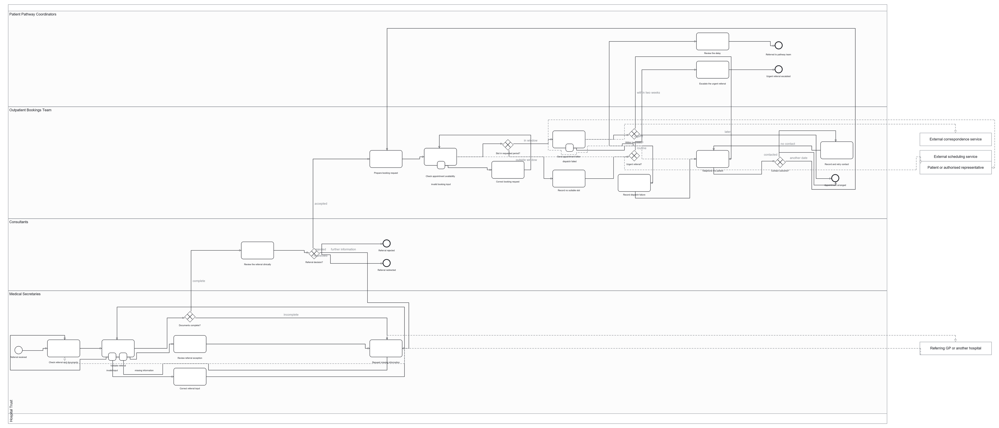 Patient Pathway Coordinators
Review the delay
Referred to pathway team
Urgent referral escalated
Escalate the urgent referral
within two weeks
Outpatient Bookings Team
later
urgent
in window
External correspondence service
Within two weeks?
no contact
routine
Slot in requested period?
contacted
External scheduling service
Send appointment letter
another date
outside window
dispatch failed
Urgent referral?
Record and retry contact
Patient or authorised representative
Telephone the patient
Contact outcome?
Prepare booking request
Check appointment availability
Correct booking request
invalid booking input
Appointment arranged
Record no suitable slot
Record dispatch failure
accepted
Consultants
rejected
further information
Referral rejected
redirected
Referral decision?
Review the referral clinically
Referral redirected
complete
Medical Secretaries
incomplete
Documents complete?
Referring GP or another hospital
Referral received
Review referral exception
Check referral and documents
Request missing information
Validate referral
invalid input
missing information
Correct referral input
Hospital Trust